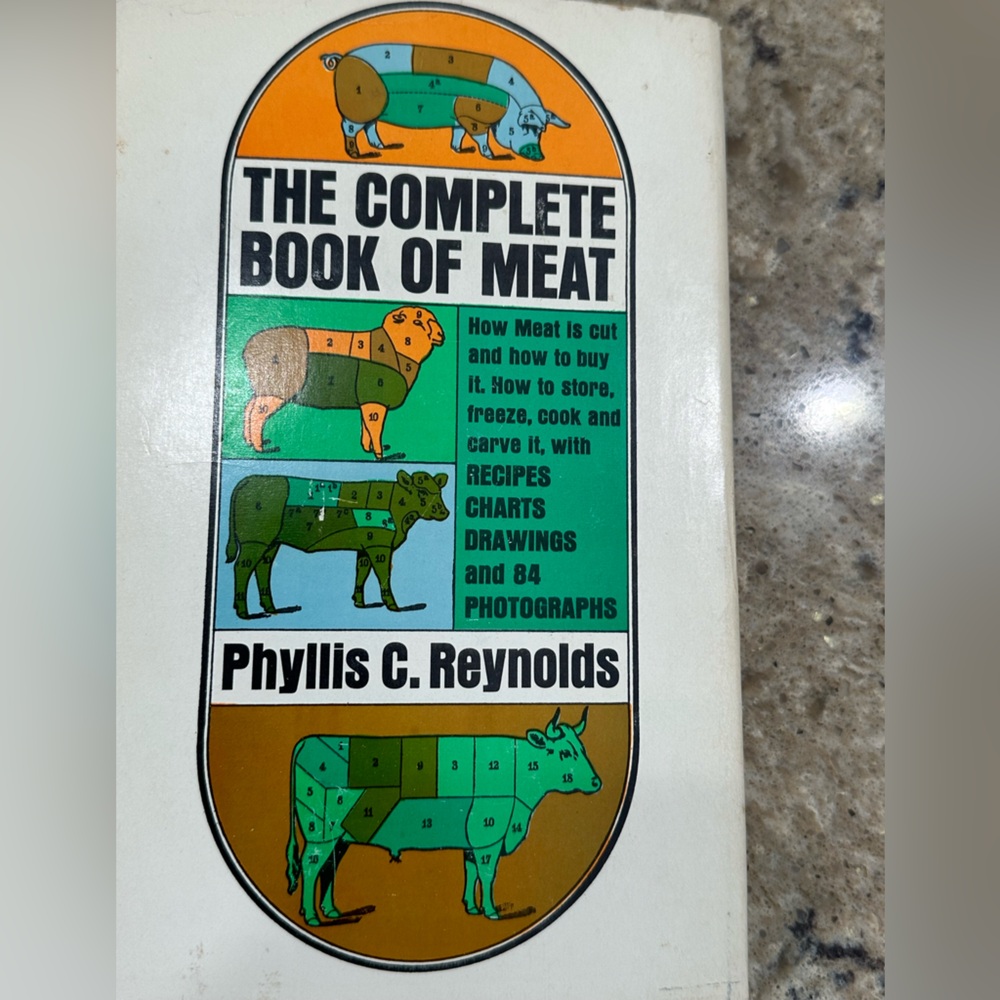 THE COMPLETE
BOOK OF MEAT
How Meat is cut
and how to buy
it. How to store,
freeze, cook and
carve it, with
RECIPES
CHARTS
DRAWINGS
and 84
PHOTOGRAPHS
Phyllis C. Reynolds